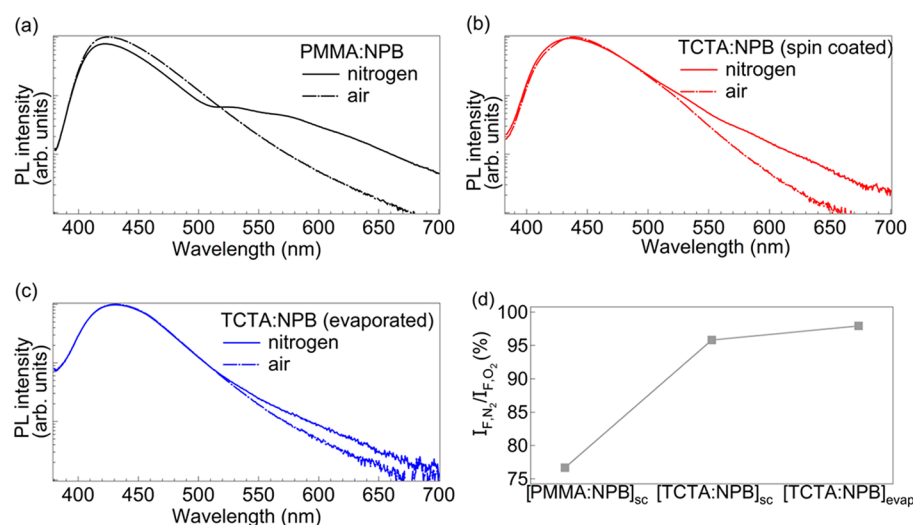 (a)
PMMA:NPB
nitrogen
air
PL intensity
(arb. units)
400 450 500 550 600 650 700
Wavelength (nm)
(b)
TCTA:NPB (spin coated)
nitrogen
air
PL intensity
(arb. units)
400 450 500 550 600 650 700
Wavelength (nm)
(c)
TCTA:NPB (evaporated)
nitrogen
air
PL intensity
(arb. units)
400 450 500 550 600 650 700
Wavelength (nm)
(d)
100
95
90
85
80
75
I_F,N₂/I_F,O₂ (%)
[PMMA:NPB]sc [TCTA:NPB]sc [TCTA:NPB]evap